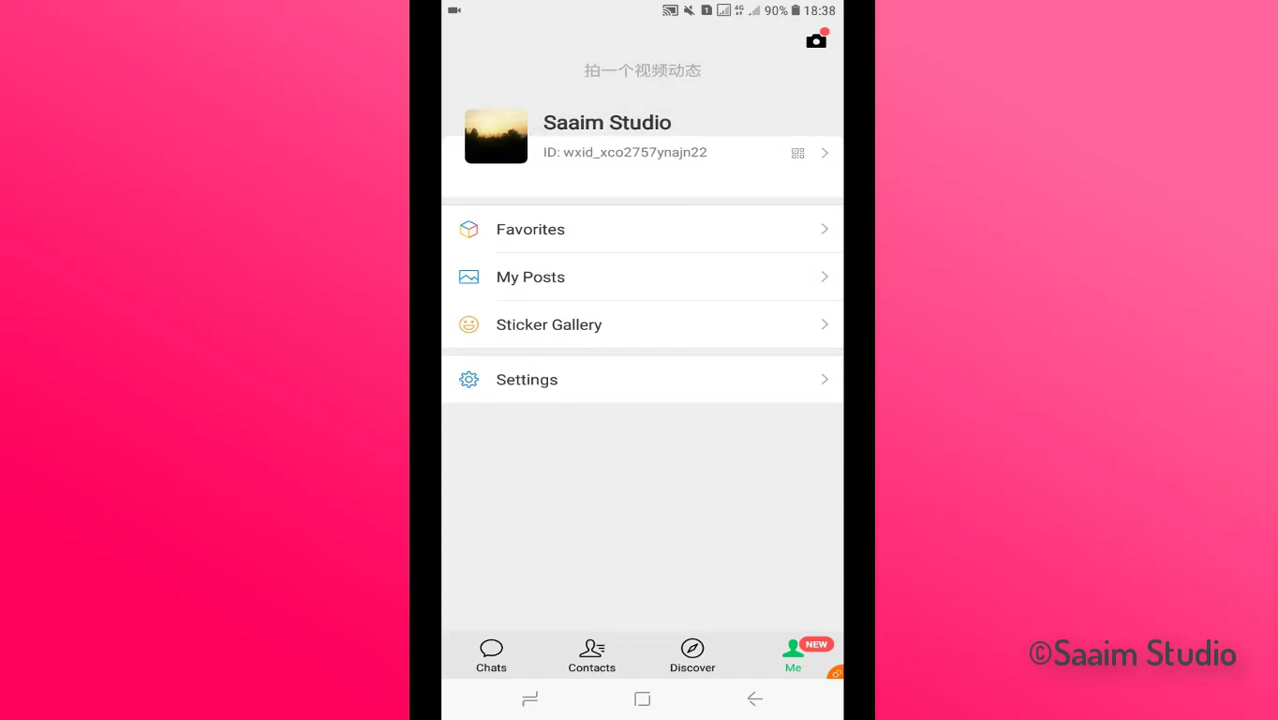 4G 90% 18:38
拍一个视频动态
Saaim Studio
ID: wxid_xco2757ynajn22
Favorites
My Posts
Sticker Gallery
Settings
NEW
Chats Contacts Discover Me
©Saaim Studio